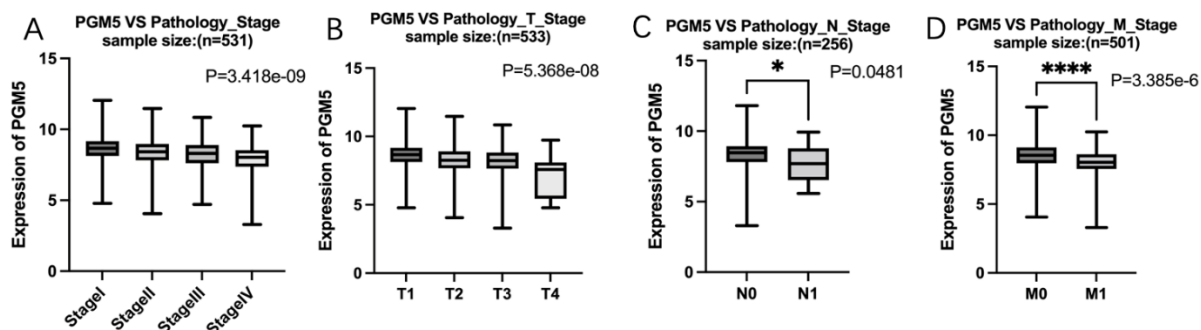 A
PGM5 VS Pathology_Stage
sample size:(n=531)
P=3.418e-09
Expression of PGM5
15
10
5
0
StageI
StageII
StageIII
StageIV
B
PGM5 VS Pathology_T_Stage
sample size:(n=533)
P=5.368e-08
Expression of PGM5
15
10
5
0
T1
T2
T3
T4
C
PGM5 VS Pathology_N_Stage
sample size:(n=256)
*
P=0.0481
Expression of PGM5
15
10
5
0
N0
N1
D
PGM5 VS Pathology_M_Stage
sample size:(n=501)
****
P=3.385e-6
Expression of PGM5
15
10
5
0
M0
M1